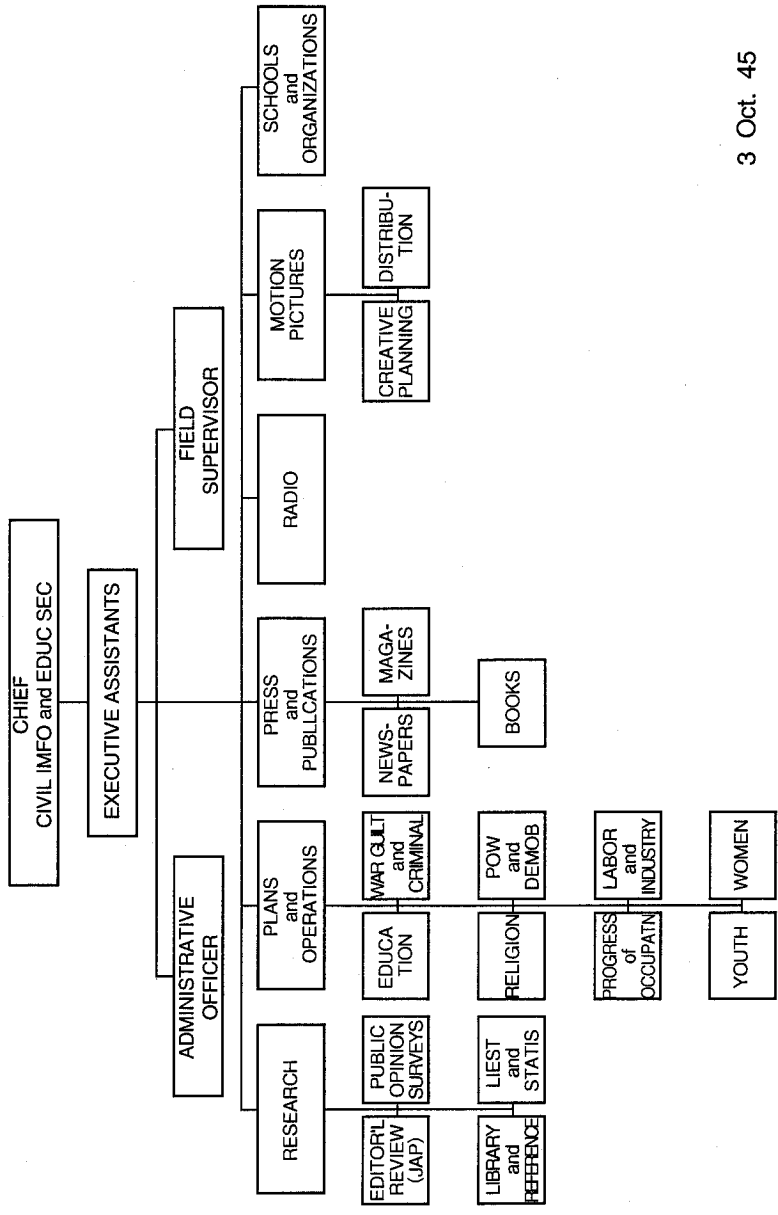 CHIEF
CIVIL IMFO and EDUC SEC
EXECUTIVE ASSISTANTS
ADMINISTRATIVE
OFFICER
FIELD
SUPERVISOR
RESEARCH
PLANS
and
OPERATIONS
PRESS
and
PUBLLCATIONS
RADIO
MOTION
PICTURES
SCHOOLS
and
ORGANIZATIONS
EDITOR'L
REVIEW
(JAP)
PUBLIC
OPINION
SURVEYS
EDUCA
TION
WAR GUILT
and
CRIMINAL
NEWS-
PAPERS
MAGA-
ZINES
CREATIVE
PLANNING
DISTRIBU-
TION
LIBRARY
and
REFERENCE
LIEST
and
STATIS
RELIGION
POW
and
DEMOB
BOOKS
PROGRESS
of
OCCUPATN
LABOR
and
INDUSTRY
YOUTH
WOMEN
3 Oct. 45